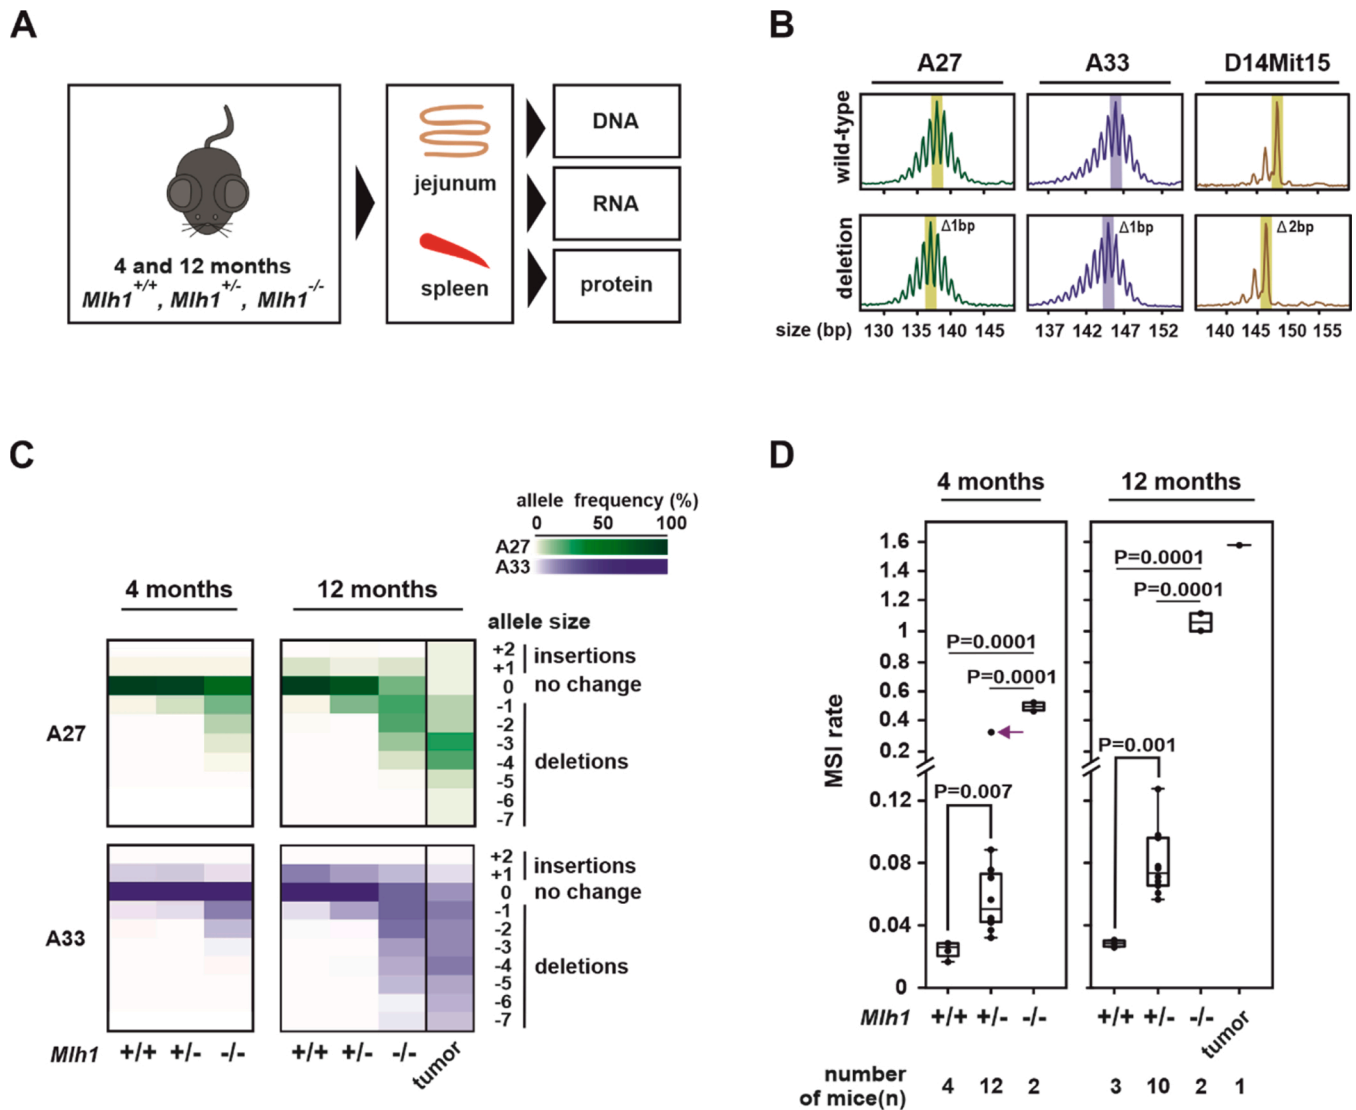 A
4 and 12 months
Mlh1+/+, Mlh1+/-, Mlh1-/-
jejunum
spleen
DNA
RNA
protein
B
A27 A33 D14Mit15
wild-type
deletion
Δ1bp Δ1bp Δ2bp
size (bp) 130 135 140 145 137 142 147 152 140 145 150 155
C
allele frequency (%)
0 50 100
A27
A33
4 months 12 months
allele size
A27
+2
+1
insertions
0 no change
-1
-2
-3
-4
-5
-6
-7
deletions
A33
+2
+1
insertions
0 no change
-1
-2
-3
-4
-5
-6
-7
deletions
Mlh1 +/+ +/- -/- +/+ +/- -/- tumor
D
4 months 12 months
MSI rate
1.6
1.4
1.2
1
0.8
0.6
0.4
0.2
0.12
0.08
0.04
0
P=0.0001
P=0.0001
P=0.007
P=0.0001
P=0.0001
P=0.001
Mlh1 +/+ +/- -/- +/+ +/- -/- tumor
number
of mice(n) 4 12 2 3 10 2 1